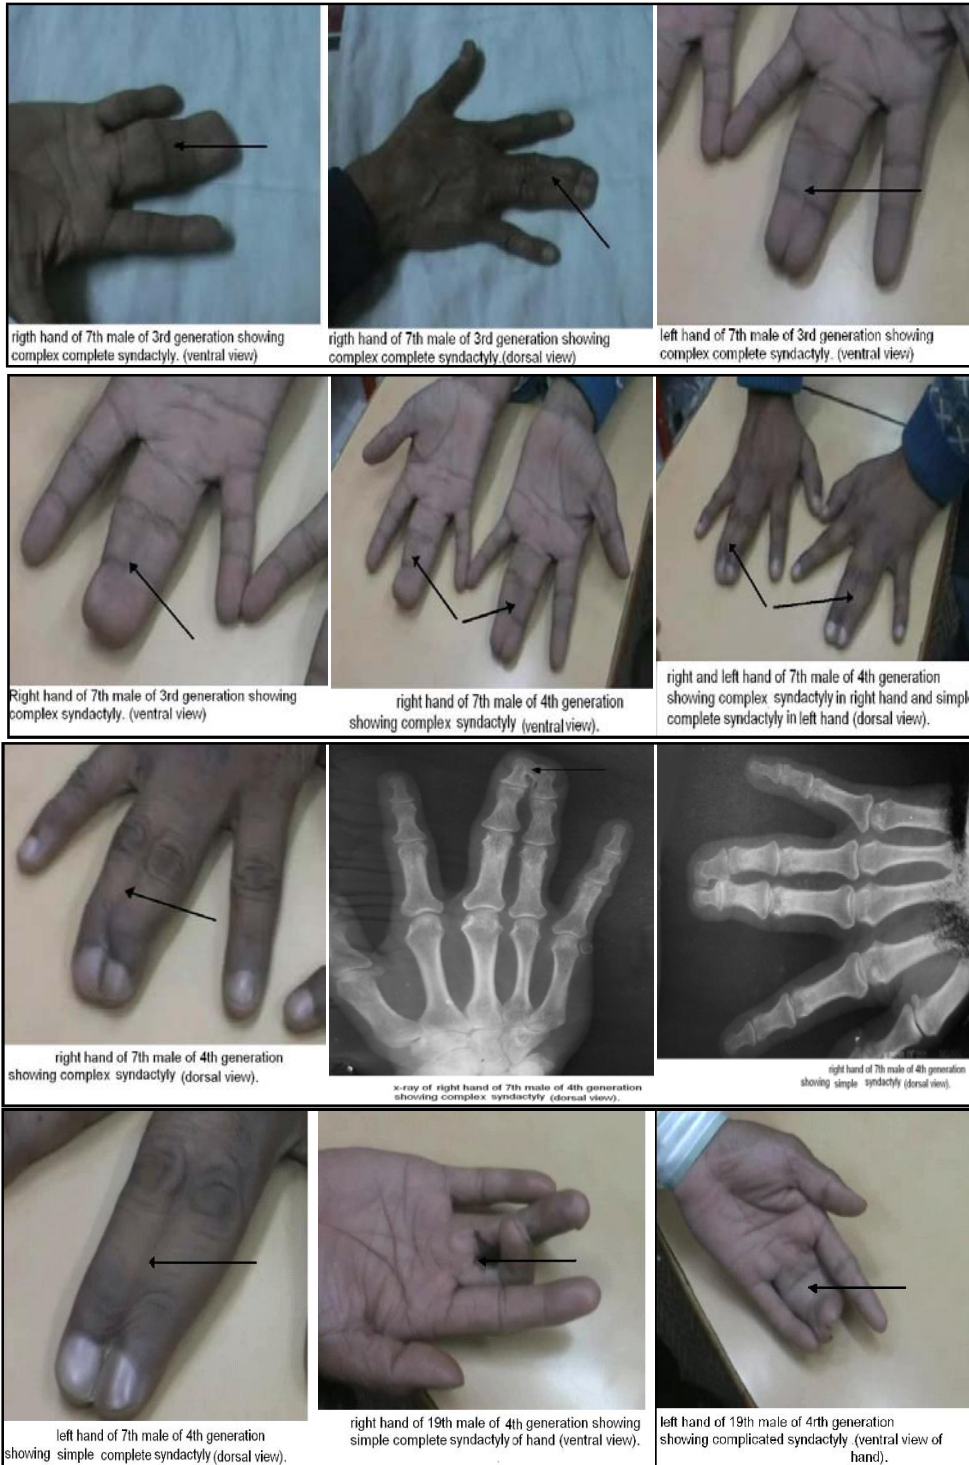 rigth hand of 7th male of 3rd generation showing
complex complete syndactyly. (ventral view)
rigth hand of 7th male of 3rd generation showing
complex complete syndactyly.(dorsal view)
left hand of 7th male of 3rd generation showing
complex complete syndactyly. (ventral view)
Right hand of 7th male of 3rd generation showing
complex syndactyly. (ventral view)
right hand of 7th male of 4th generation
showing complex syndactyly (ventral view).
right and left hand of 7th male of 4th generation
showing complex syndactyly in right hand and simple
complete syndactyly in left hand (dorsal view).
right hand of 7th male of 4th generation
showing complex syndactyly (dorsal view).
x-ray of right hand of 7th male of 4th generation
showing complex syndactyly (dorsal view).
right hand of 7th male of 4th generation
showing simple syndactyly (dorsal view).
left hand of 7th male of 4th generation
showing simple complete syndactyly (dorsal view).
right hand of 19th male of 4th generation showing
simple complete syndactyly of hand (ventral view).
left hand of 19th male of 4rth generation
showing complicated syndactyly .(ventral view of
hand).